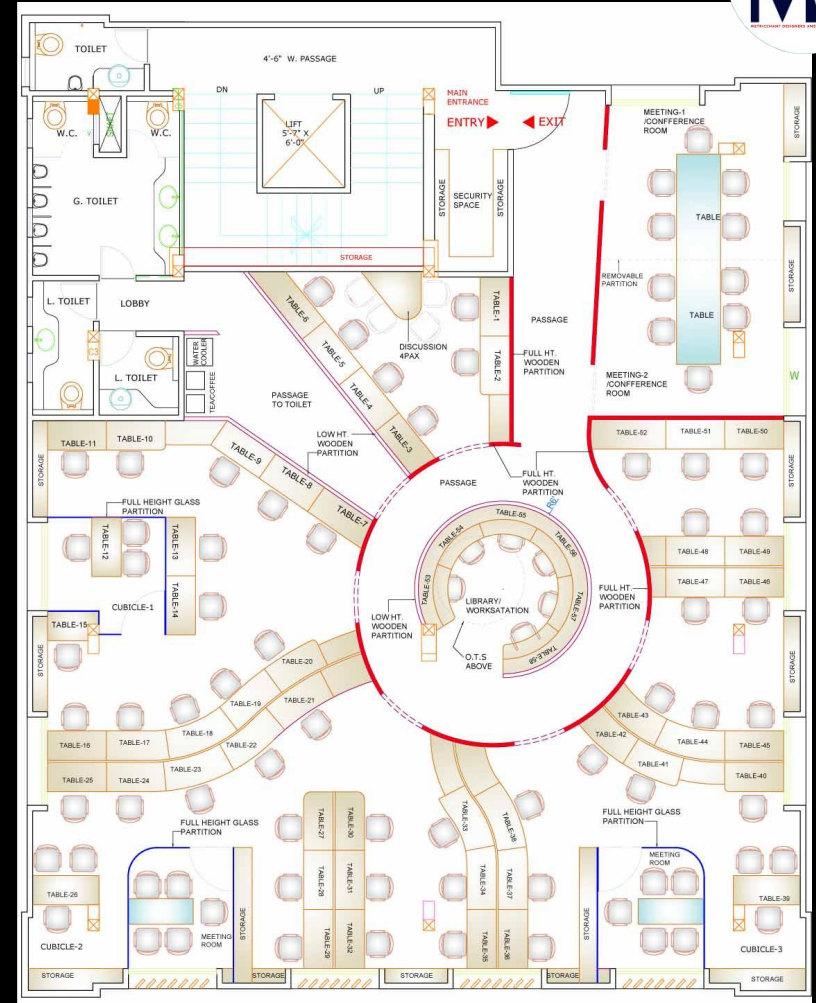 TOILET
4'-6" W. PASSAGE
DN
UP
MAIN
ENTRANCE
ENTRY
EXIT
LIFT
5'-7" X
6'-0"
W.C.
W.C.
G. TOILET
STORAGE
SECURITY
SPACE
STORAGE
STORAGE
MEETING-1
/CONFFERENCE
ROOM
STORAGE
TABLE
REMOVABLE
PARTITION
STORAGE
TABLE
MEETING-2
/CONFFERENCE
ROOM
W
L. TOILET
LOBBY
L. TOILET
WATER
COOLER
TEA/COFFEE
PASSAGE
TO TOILET
TABLE-6
TABLE-5
TABLE-4
TABLE-3
DISCUSSION
4PAX
TABLE-1
TABLE-2
PASSAGE
FULL HT.
WOODEN
PARTITION
LOW HT.
WOODEN
PARTITION
PASSAGE
FULL HT.
WOODEN
PARTITION
TABLE-11
TABLE-10
TABLE-9
TABLE-8
TABLE-7
STORAGE
FULL HEIGHT GLASS
PARTITION
TABLE-12
TABLE-13
TABLE-14
CUBICLE-1
TABLE-15
STORAGE
R6'
TABLE-53
TABLE-54
TABLE-55
TABLE-56
TABLE-57
TABLE-58
LIBRARY/
WORKSATATION
O.T.S
ABOVE
LOW HT.
WOODEN
PARTITION
FULL HT.
WOODEN
PARTITION
TABLE-52
TABLE-51
TABLE-50
STORAGE
TABLE-48
TABLE-49
TABLE-47
TABLE-46
STORAGE
TABLE-20
TABLE-21
TABLE-19
TABLE-22
TABLE-18
TABLE-23
TABLE-16
TABLE-17
TABLE-25
TABLE-24
TABLE-43
TABLE-42
TABLE-44
TABLE-41
TABLE-45
TABLE-40
FULL HEIGHT GLASS
PARTITION
TABLE-26
CUBICLE-2
MEETING
ROOM
STORAGE
STORAGE
TABLE-27
TABLE-30
TABLE-28
TABLE-31
TABLE-29
TABLE-32
STORAGE
STORAGE
TABLE-33
TABLE-38
TABLE-34
TABLE-37
TABLE-35
TABLE-36
STORAGE
STORAGE
FULL HEIGHT GLASS
PARTITION
MEETING
ROOM
TABLE-39
CUBICLE-3
STORAGE